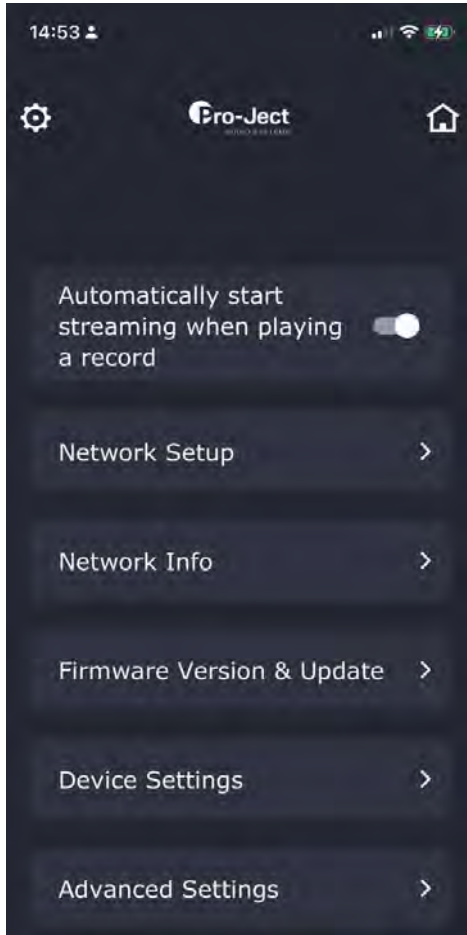 14:53
Pro-Ject
Automatically start
streaming when playing
a record
Network Setup
Network Info
Firmware Version & Update
Device Settings
Advanced Settings